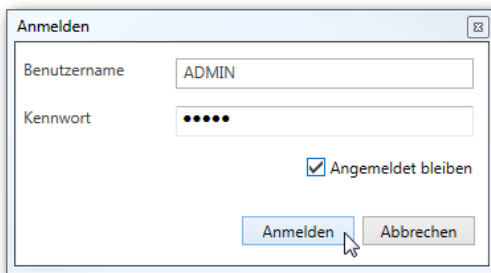 Anmelden
Benutzername ADMIN
Kennwort •••••
Angemeldet bleiben
Anmelden Abbrechen